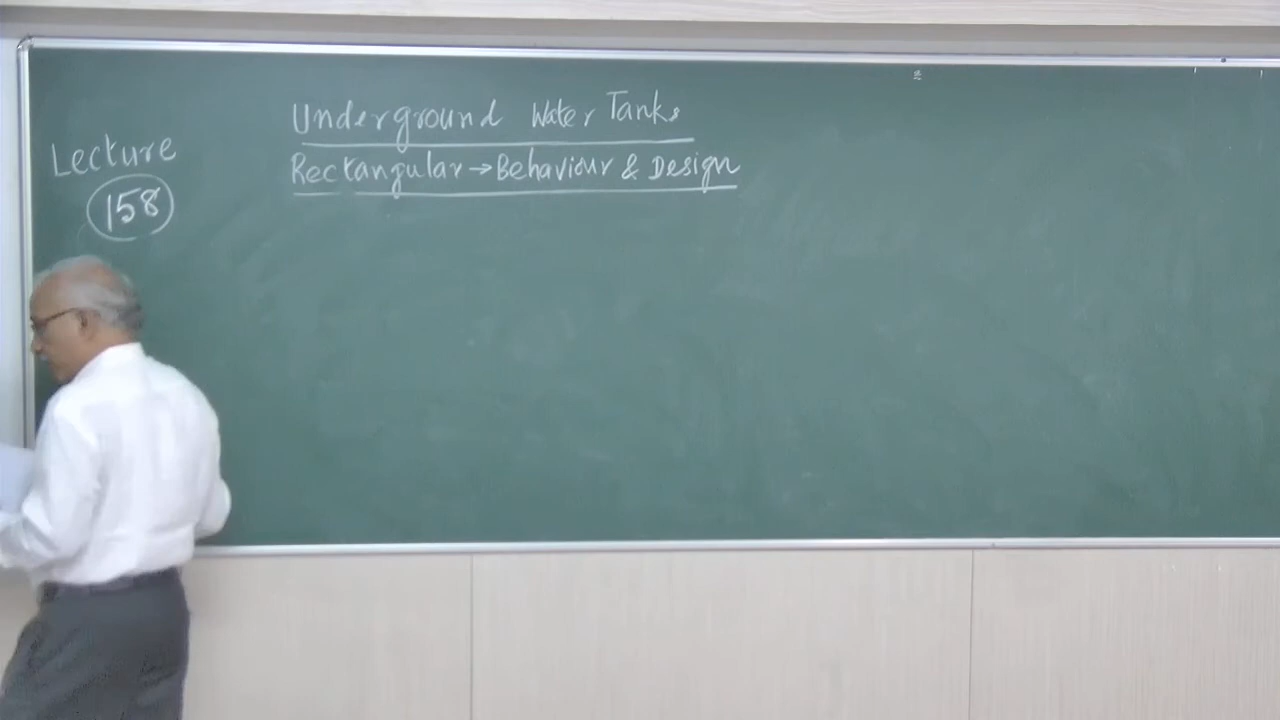 Underground Water Tanks
Rectangular → Behaviour & Design
Lecture
158